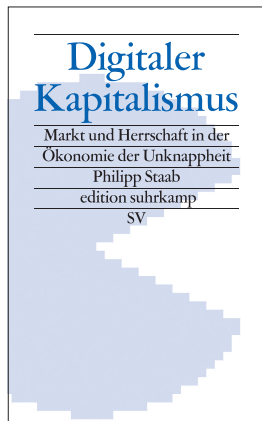 Digitaler
Kapitalismus
Markt und Herrschaft in der
Ökonomie der Unknappheit
Philipp Staab
edition suhrkamp
SV